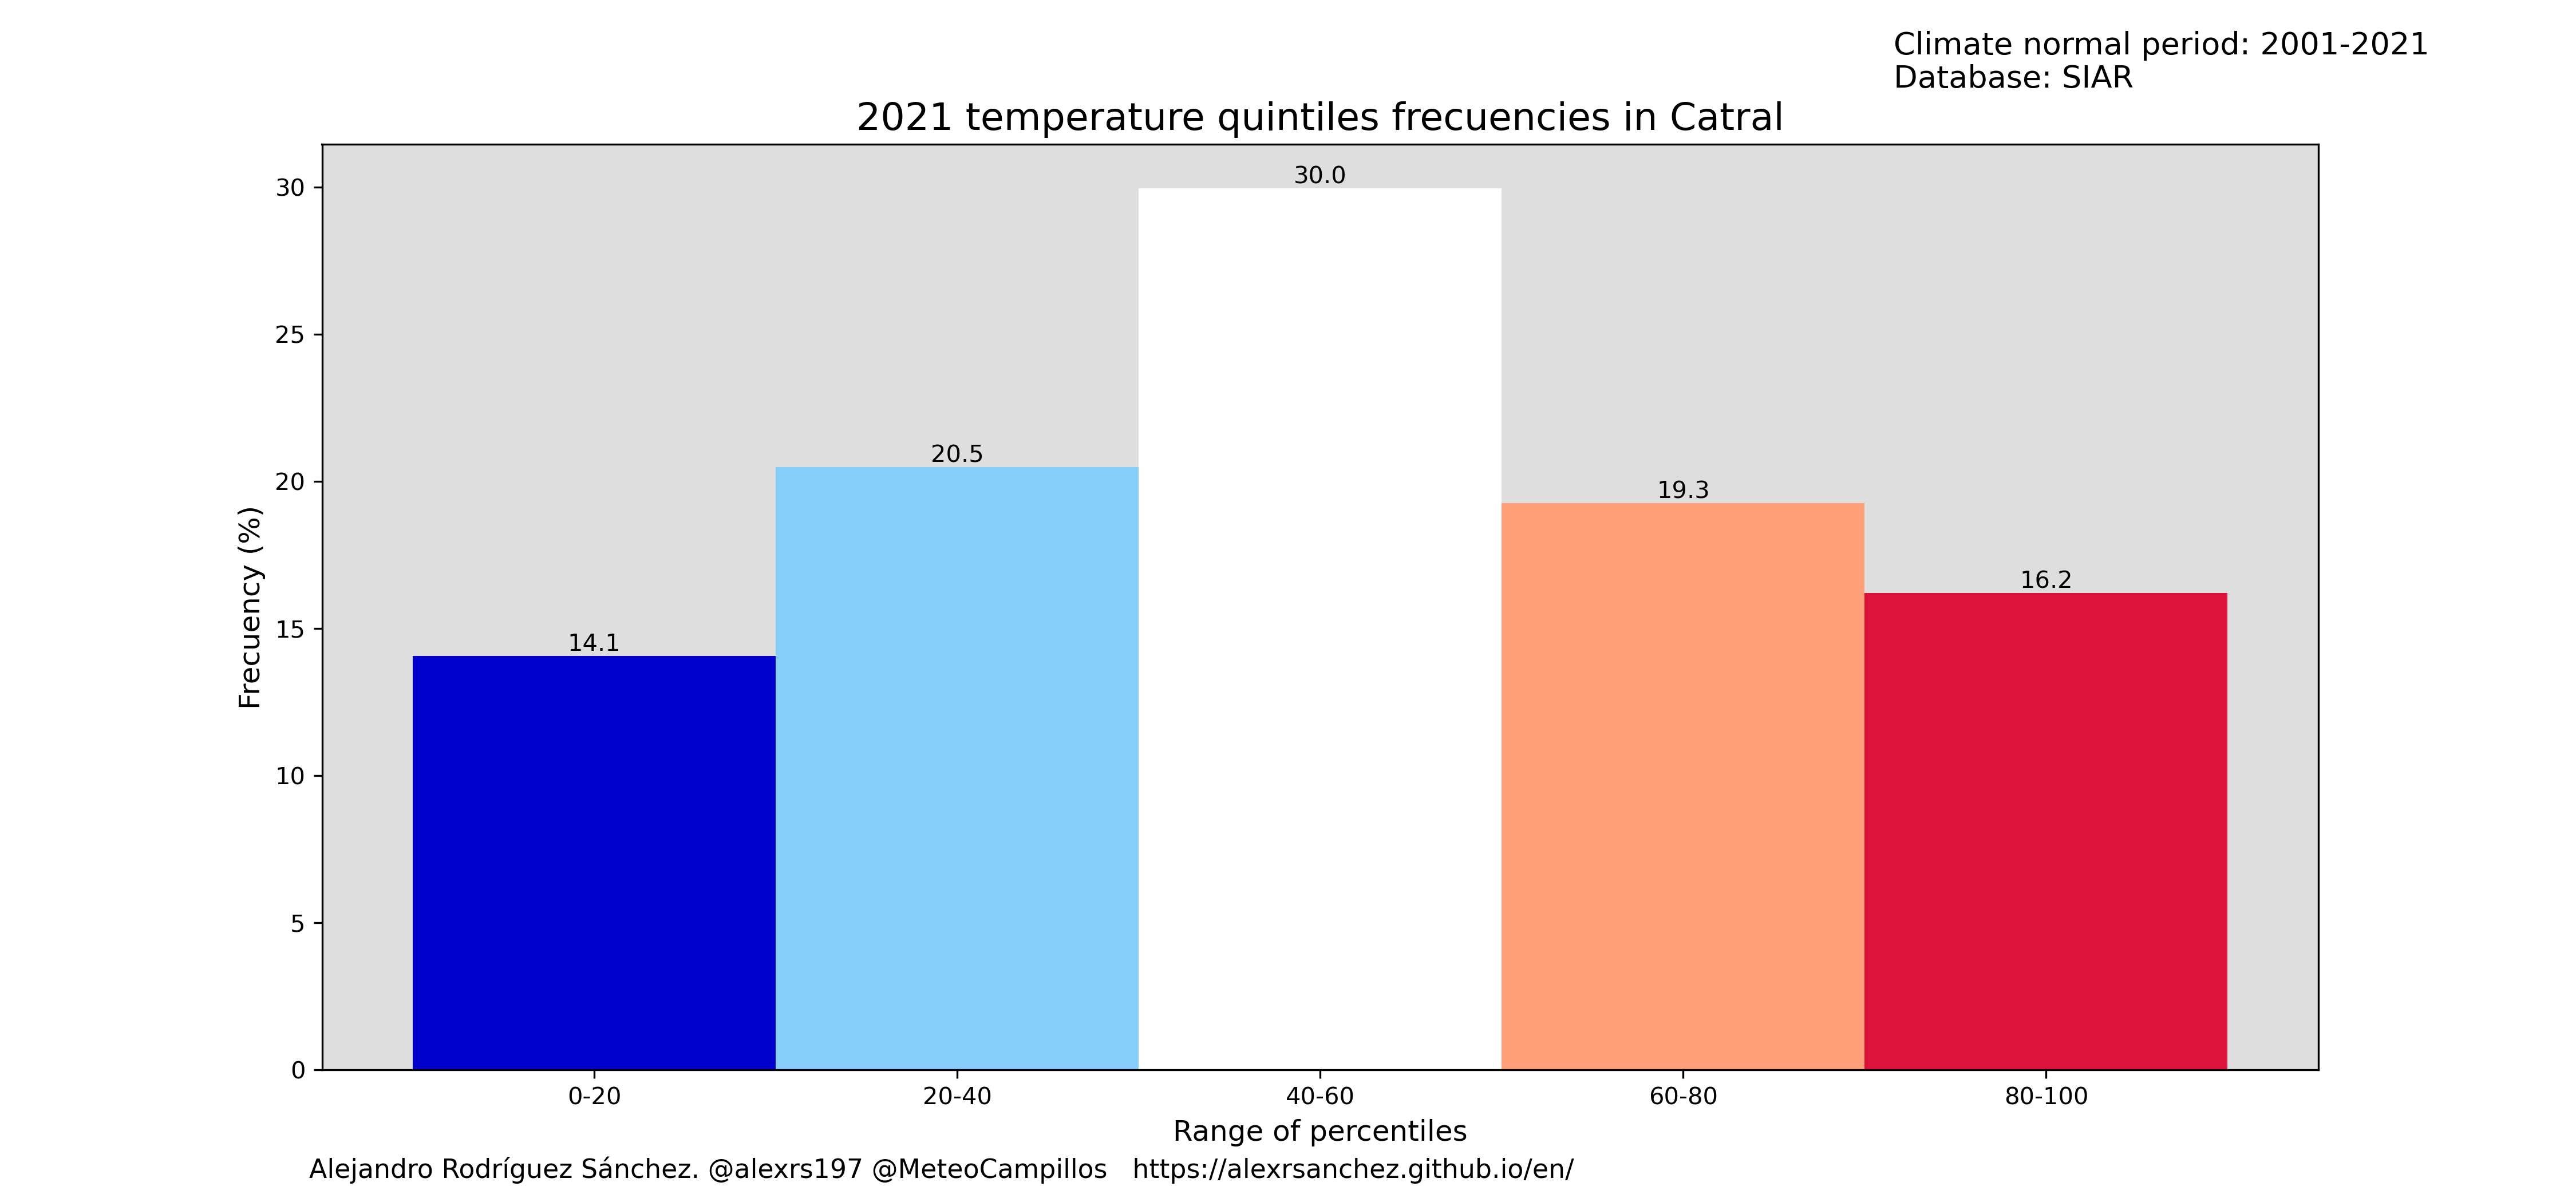 Climate normal period: 2001-2021
Database: SIAR
2021 temperature quintiles frecuencies in Catral
Frecuency (%)
30
25
20
15
10
5
0
14.1
20.5
30.0
19.3
16.2
0-20
20-40
40-60
60-80
80-100
Range of percentiles
Alejandro Rodríguez Sánchez. @alexrs197 @MeteoCampillos https://alexrsanchez.github.io/en/